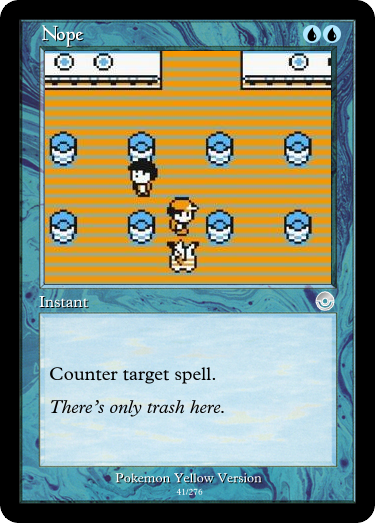 Nope
Instant
Counter target spell.
There's only trash here.
Pokemon Yellow Version
41/276